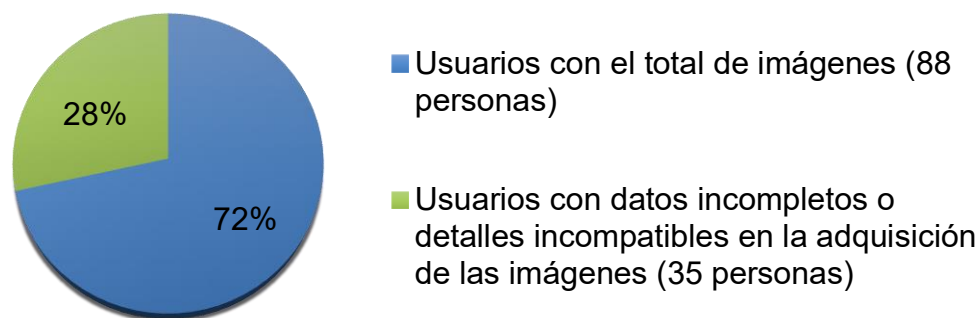 28%
72%
Usuarios con el total de imágenes (88
personas)
Usuarios con datos incompletos o
detalles incompatibles en la adquisición
de las imágenes (35 personas)